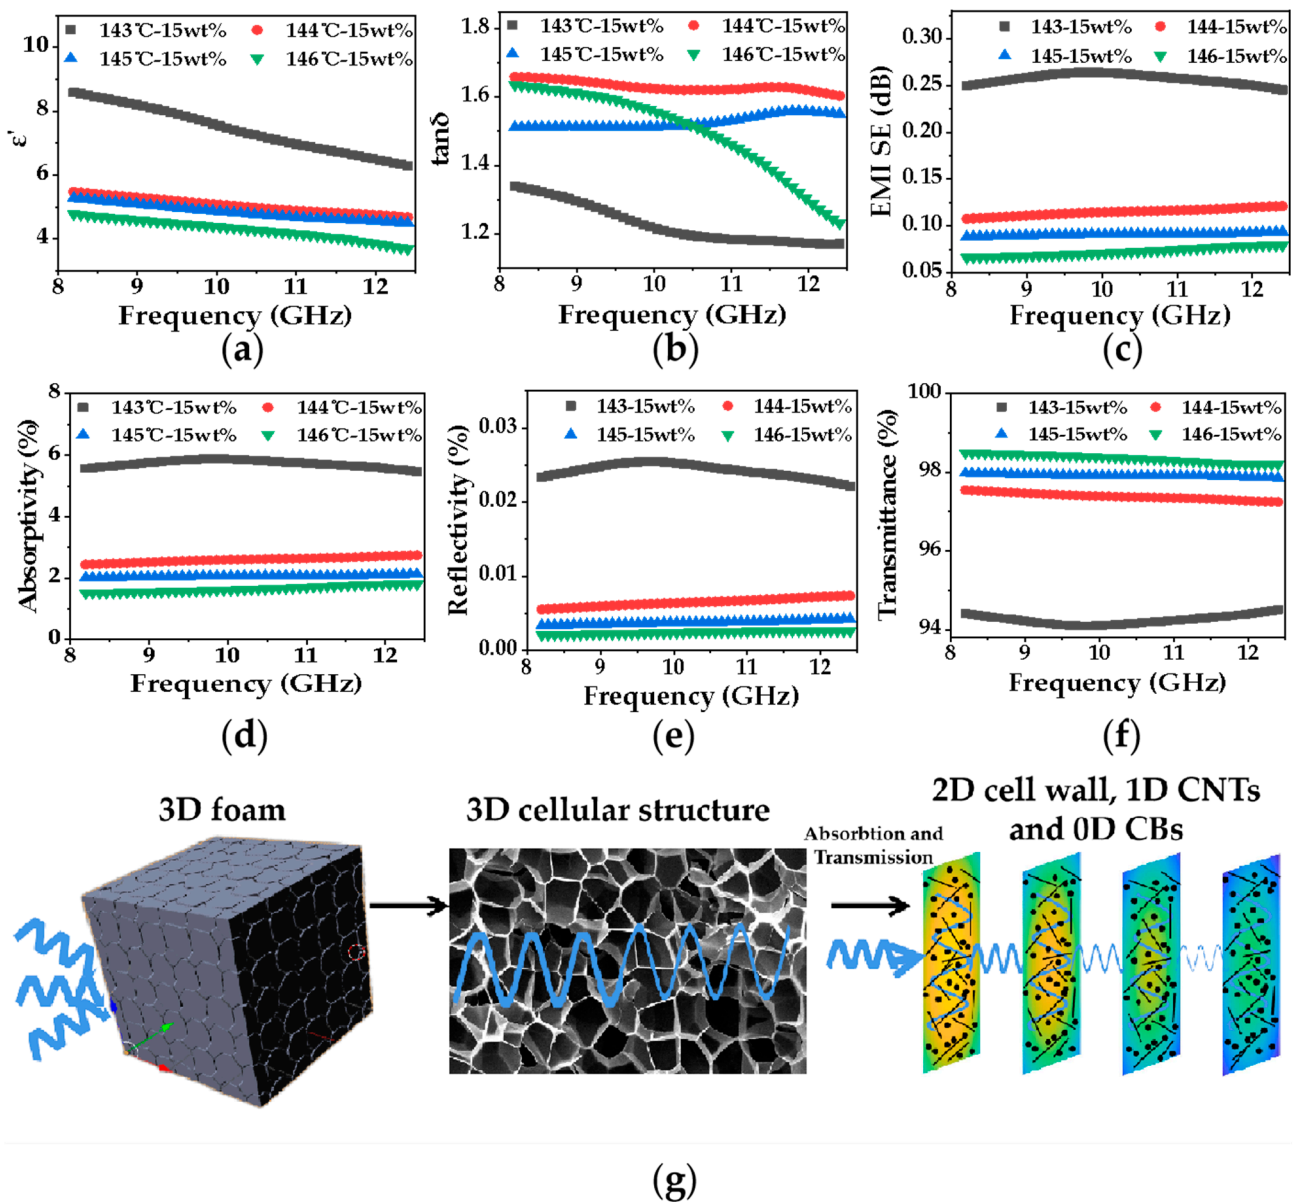 10
8
6
4
8 9 10 11 12
143℃-15wt% 144℃-15wt%
145℃-15wt% 146℃-15wt%
ε'
Frequency (GHz)
(a)
1.8
1.6
1.4
1.2
8 9 10 11 12
143℃-15wt% 144℃-15wt%
145℃-15wt% 146℃-15wt%
tanδ
Frequency (GHz)
(b)
0.30
0.25
0.20
0.15
0.10
0.05
8 9 10 11 12
143-15wt% 144-15wt%
145-15wt% 146-15wt%
EMI SE (dB)
Frequency (GHz)
(c)
8
6
4
2
0
8 9 10 11 12
143℃-15wt% 144℃-15wt%
145℃-15wt% 146℃-15wt%
Absorptivity (%)
Frequency (GHz)
(d)
0.03
0.02
0.01
0.00
8 9 10 11 12
143-15wt% 144-15wt%
145-15wt% 146-15wt%
Reflectivity (%)
Frequency (GHz)
(e)
100
98
96
94
8 9 10 11 12
143-15wt% 144-15wt%
145-15wt% 146-15wt%
Transmittance (%)
Frequency (GHz)
(f)
3D foam
3D cellular structure
Absorbtion and
Transmission
2D cell wall, 1D CNTs
and 0D CBs
(g)